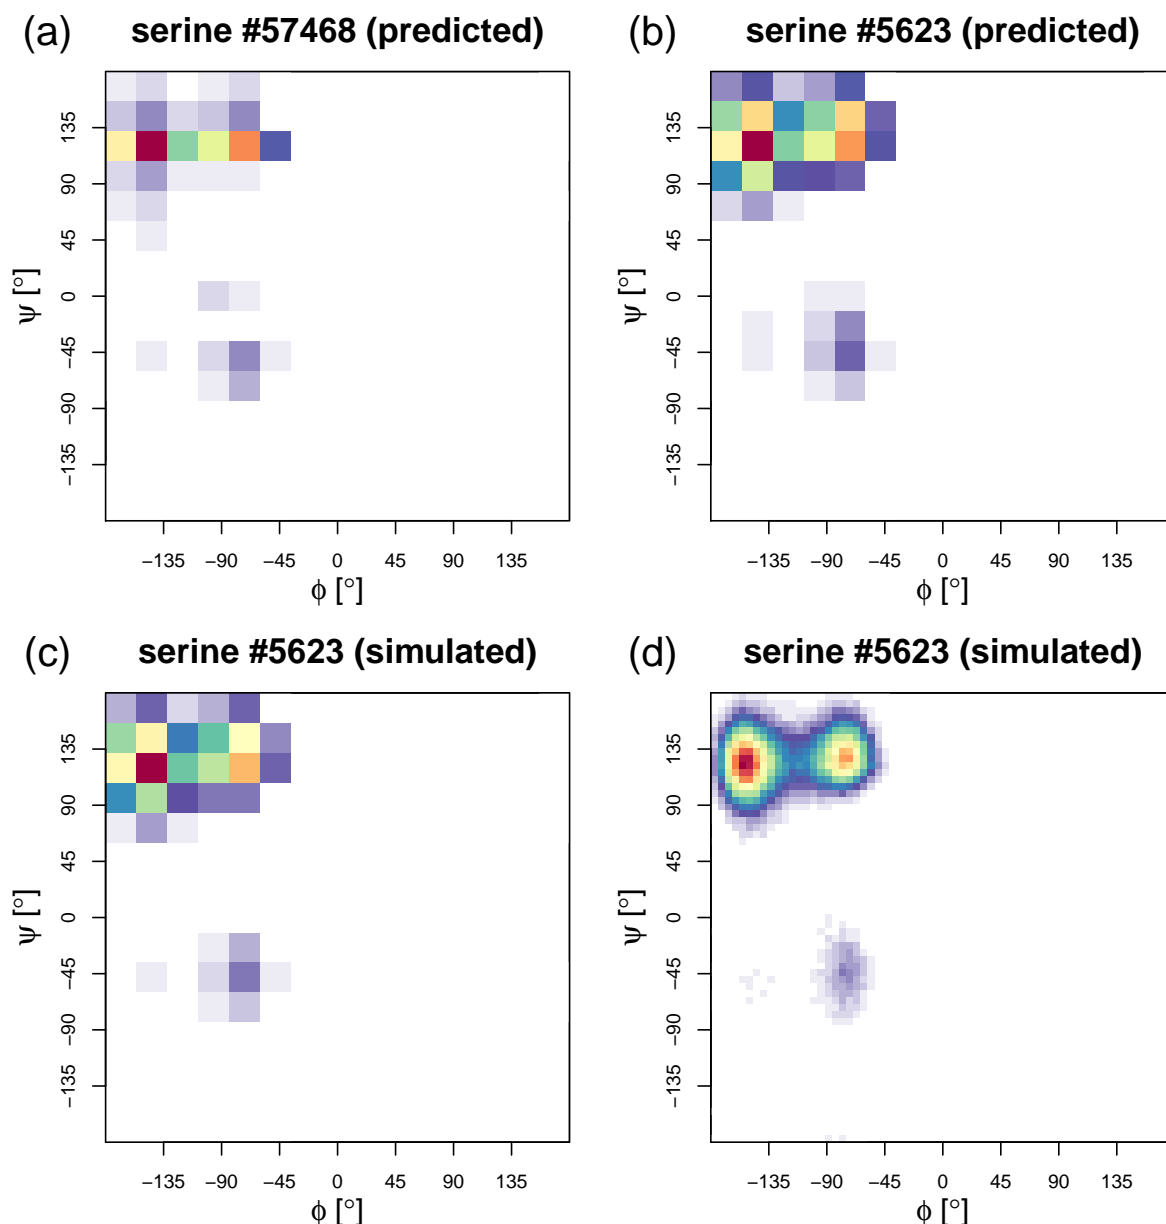 (a) serine #57468 (predicted)
ψ [°]
135
90
45
0
−45
−90
−135
−135 −90 −45 0 45 90 135
ϕ [°]
(b) serine #5623 (predicted)
ψ [°]
135
90
45
0
−45
−90
−135
−135 −90 −45 0 45 90 135
ϕ [°]
(c) serine #5623 (simulated)
ψ [°]
135
90
45
0
−45
−90
−135
−135 −90 −45 0 45 90 135
ϕ [°]
(d) serine #5623 (simulated)
ψ [°]
135
90
45
0
−45
−90
−135
−135 −90 −45 0 45 90 135
ϕ [°]